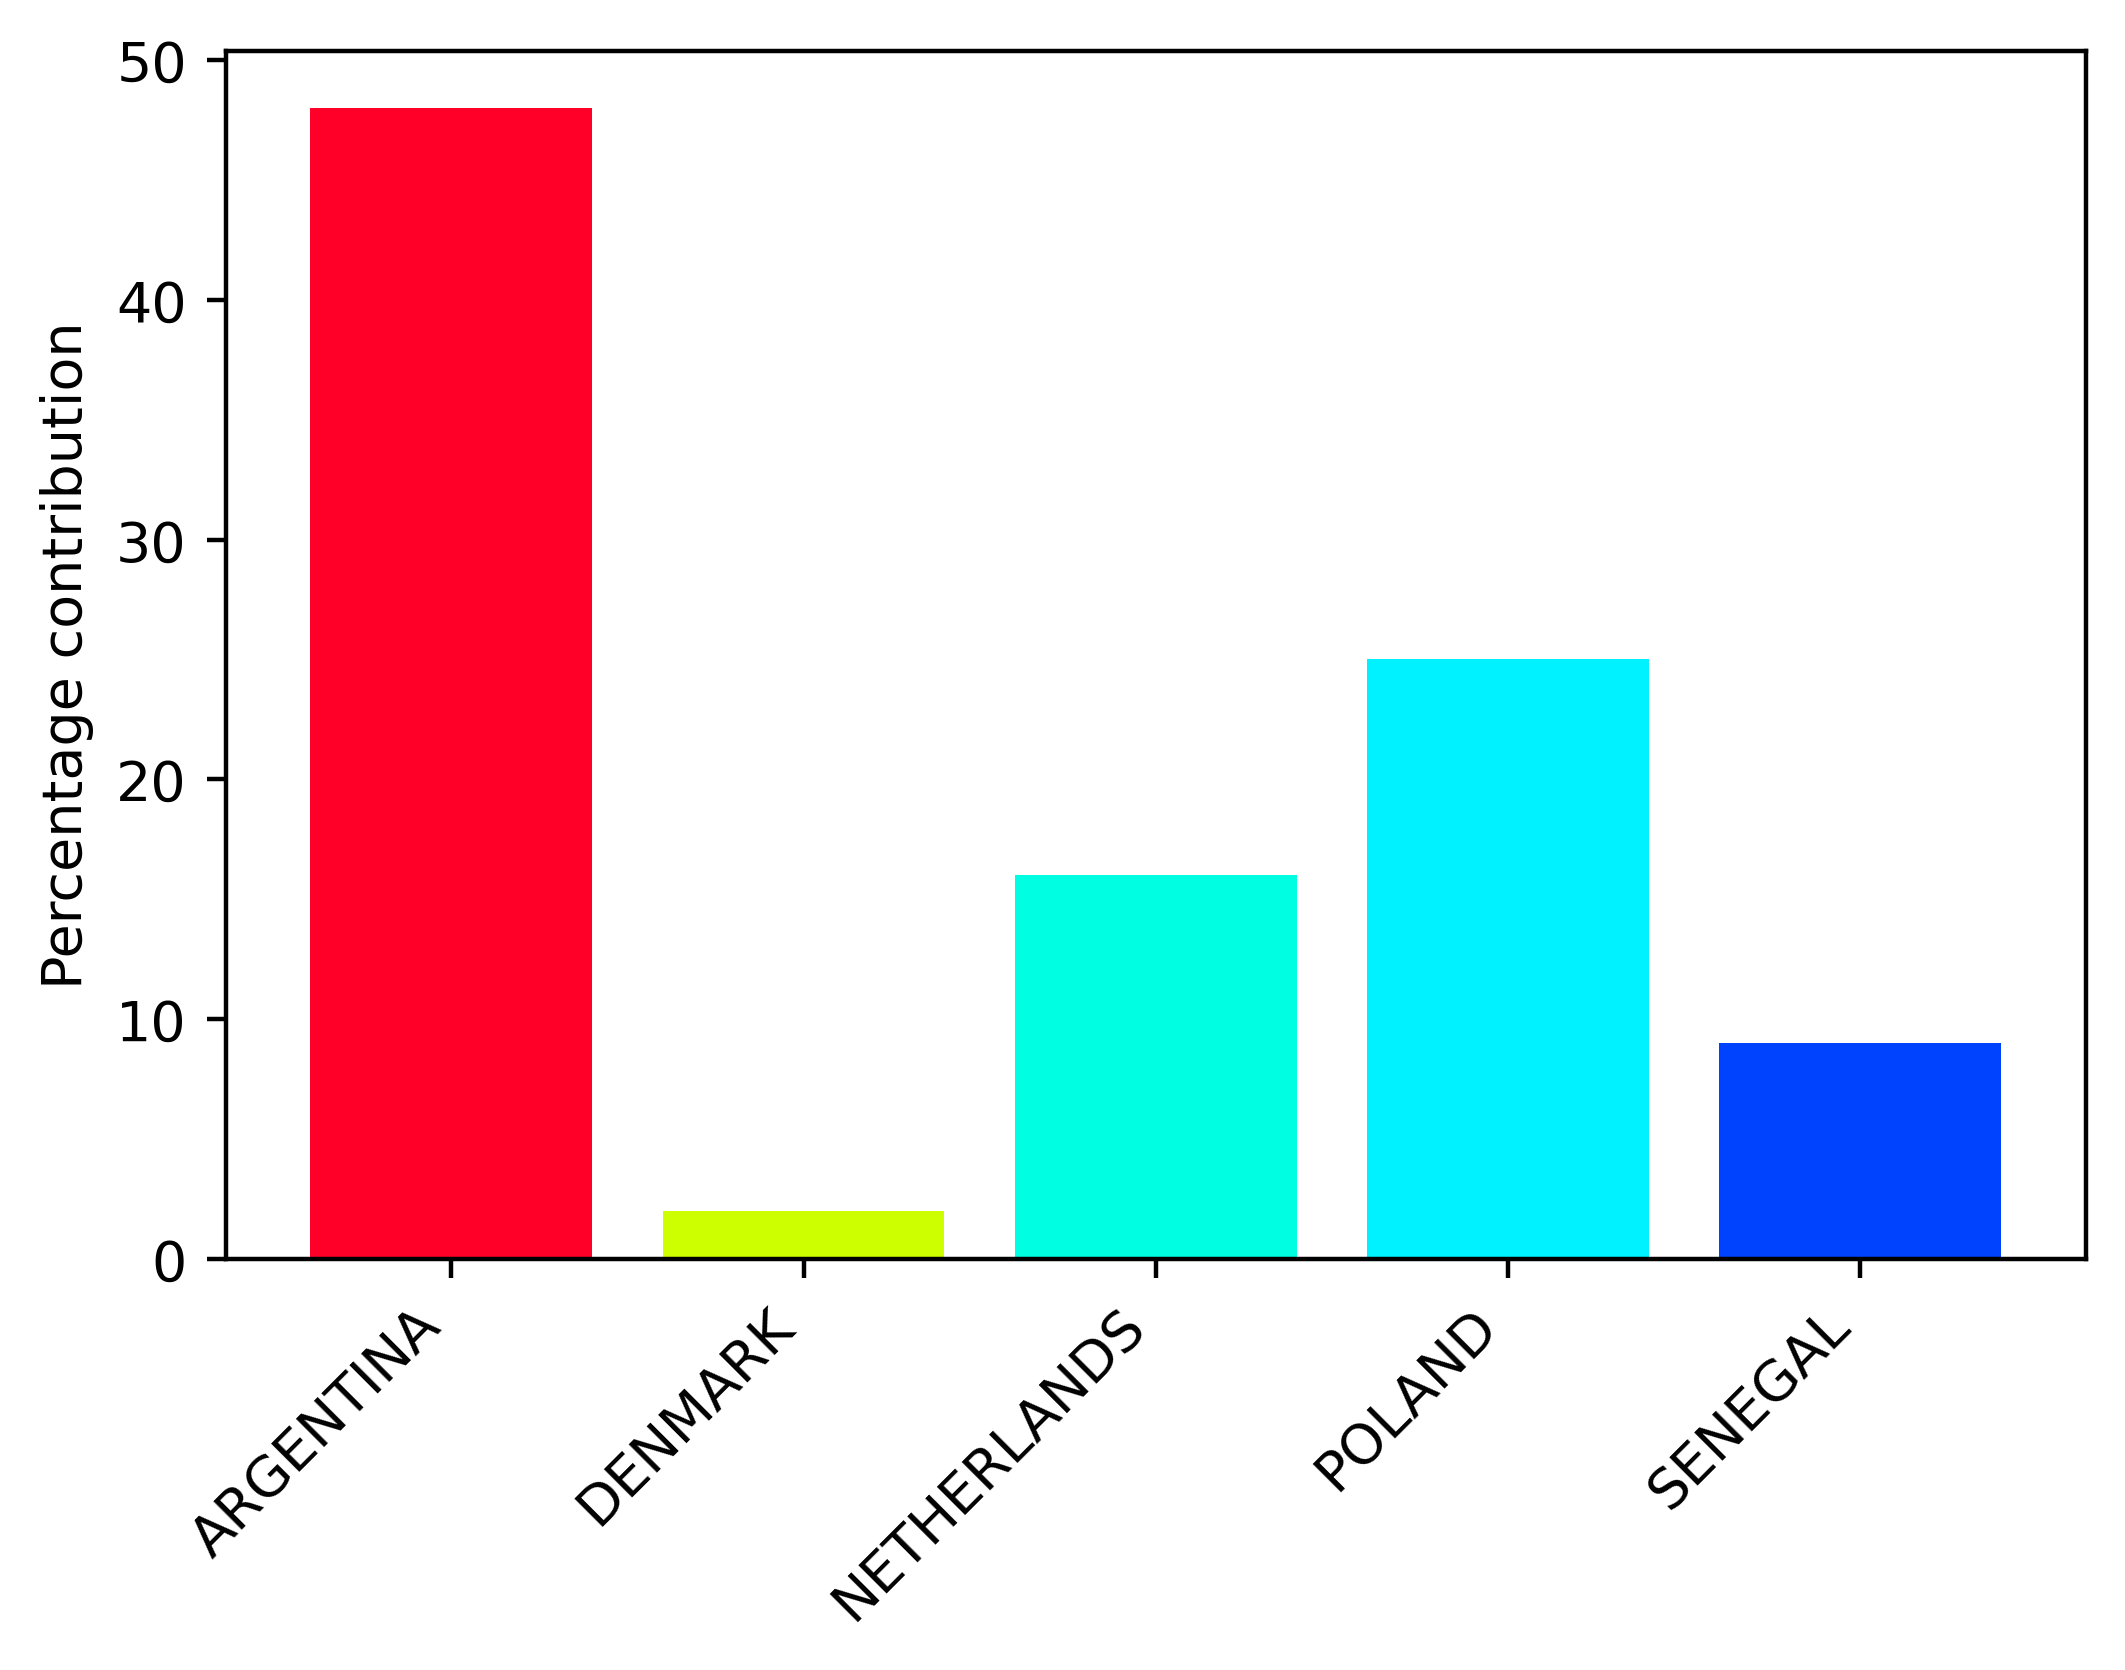 Percentage contribution
50
40
30
20
10
0
ARGENTINA
DENMARK
NETHERLANDS
POLAND
SENEGAL